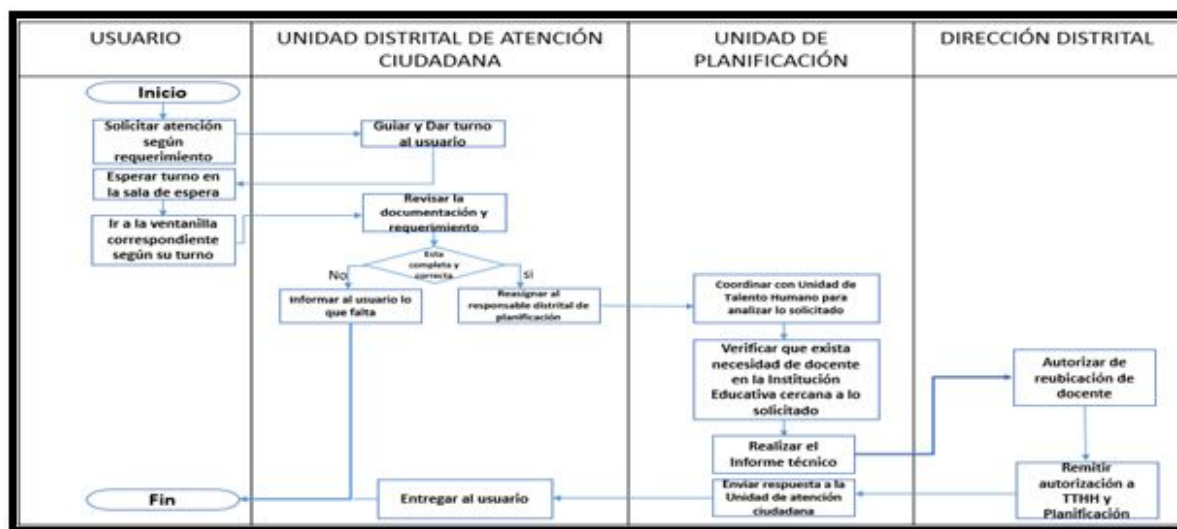 USUARIO
UNIDAD DISTRITAL DE ATENCIÓN
CIUDADANA
UNIDAD DE
PLANIFICACIÓN
DIRECCIÓN DISTRITAL
Inicio
Solicitar atención
según
requerimiento
Guiar y Dar turno
al usuario
Esperar turno en
la sala de espera
Revisar la
documentación y
requerimiento
Ir a la ventanilla
correspondiente
según su turno
Esta
completa y
correcta
No
si
Informar al usuario lo
que falta
Reasignar al
responsable distrital de
planificación
Coordinar con Unidad de
Talento Humano para
analizar lo solicitado
Verificar que exista
necesidad de docente
en la Institución
Educativa cercana a lo
solicitado
Autorizar de
reubicación de
docente
Realizar el
Informe técnico
Remitir
autorización a
TTHH y
Planificación
Enviar respuesta a la
Unidad de atención
ciudadana
Entregar al usuario
Fin